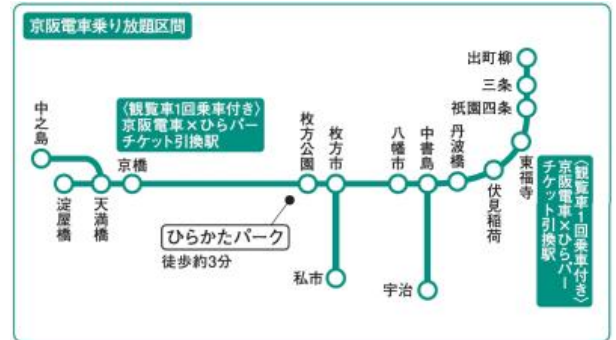 京阪電車乗り放題区間
出町柳
三条
祇園四条
〈観覧車1回乗車付き〉
京阪電車×ひらパー
チケット引換駅
中之島
京橋
枚方公園
枚方市
八幡市
中書島
丹波橋
淀屋橋
天満橋
伏見稲荷
東福寺
〈観覧車1回乗車付き〉
京阪電車×ひらパー
チケット引換駅
ひらかたパーク
徒歩約3分
私市
宇治